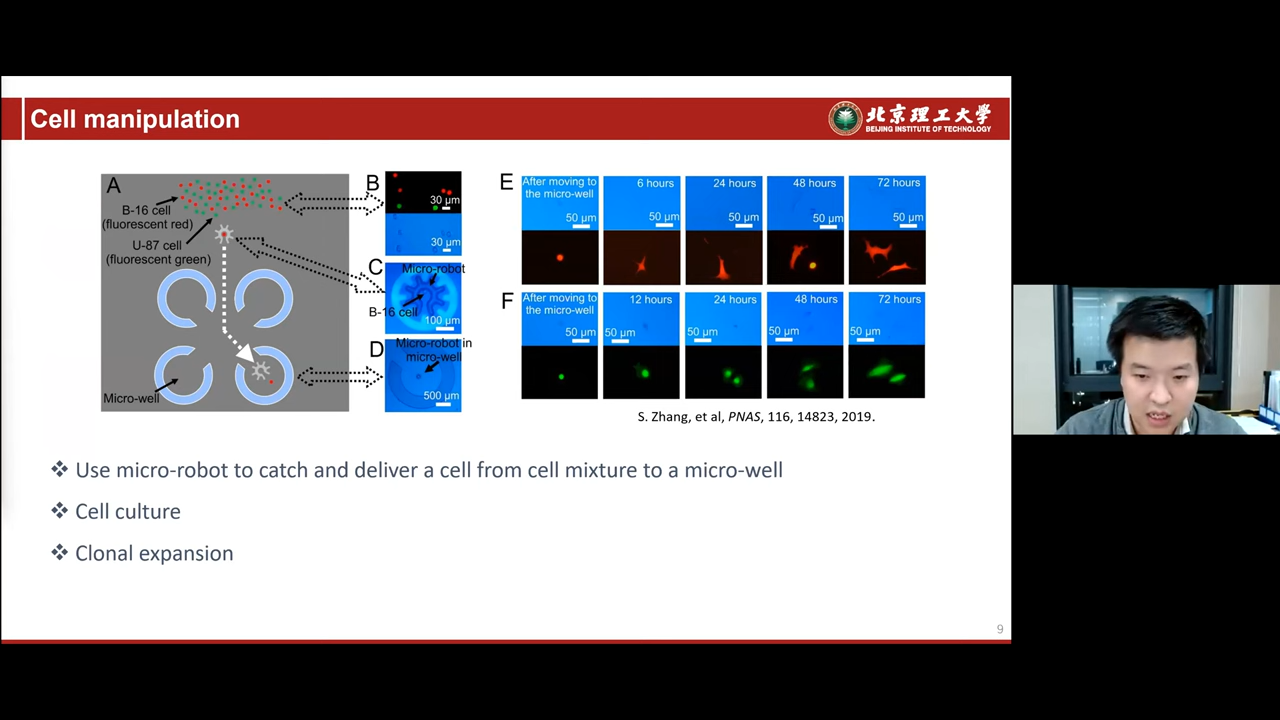 Cell manipulation
北京理工大学
BEIJING INSTITUTE OF TECHNOLOGY
A
B-16 cell
(fluorescent red)
U-87 cell
(fluorescent green)
Micro-well
B
30 µm
30 µm
C
Micro-robot
B-16 cell
100 µm
D
Micro-robot in
micro-well
500 µm
E
After moving to
the micro-well
50 µm
6 hours
50 µm
24 hours
50 µm
48 hours
50 µm
72 hours
50 µm
F
After moving to
the micro-well
50 µm
12 hours
50 µm
24 hours
50 µm
48 hours
50 µm
72 hours
50 µm
S. Zhang, et al, PNAS, 116, 14823, 2019.
❖ Use micro-robot to catch and deliver a cell from cell mixture to a micro-well
❖ Cell culture
❖ Clonal expansion
9